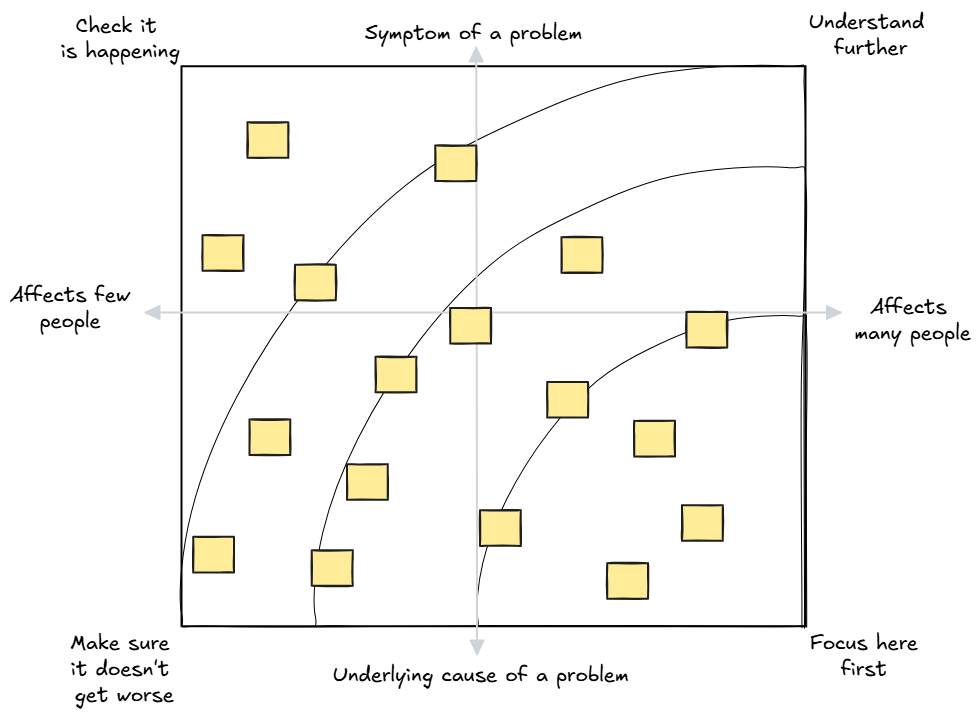 Check it
is happening
Symptom of a problem
Understand
further
Affects few
people
Affects
many people
Make sure
it doesn't
get worse
Underlying cause of a problem
Focus here
first